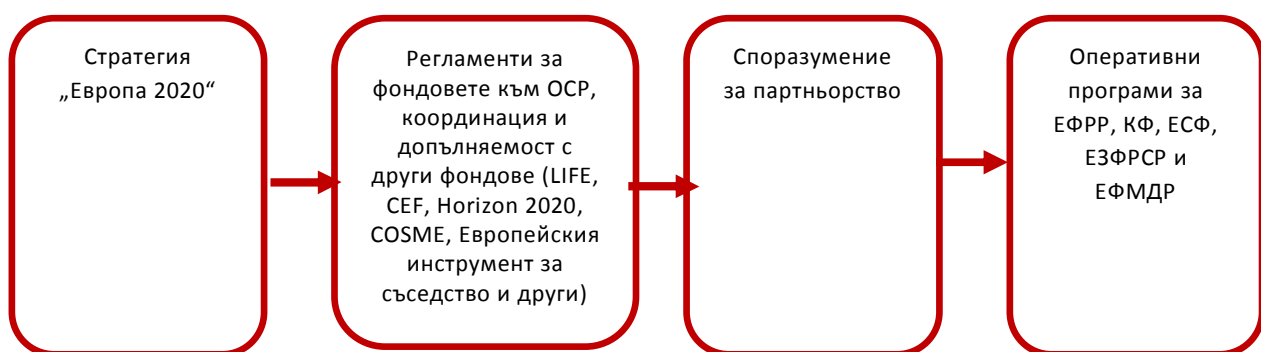 Стратегия
„Европа 2020“
Регламенти за
фондовете към ОСР,
координация и
допълняемост с
други фондове (LIFE,
CEF, Horizon 2020,
COSME, Европейския
инструмент за
съседство и други)
Споразумение
за партньорство
Оперативни
програми за
ЕФРР, КФ, ЕСФ,
ЕЗФРСР и
ЕФМДР